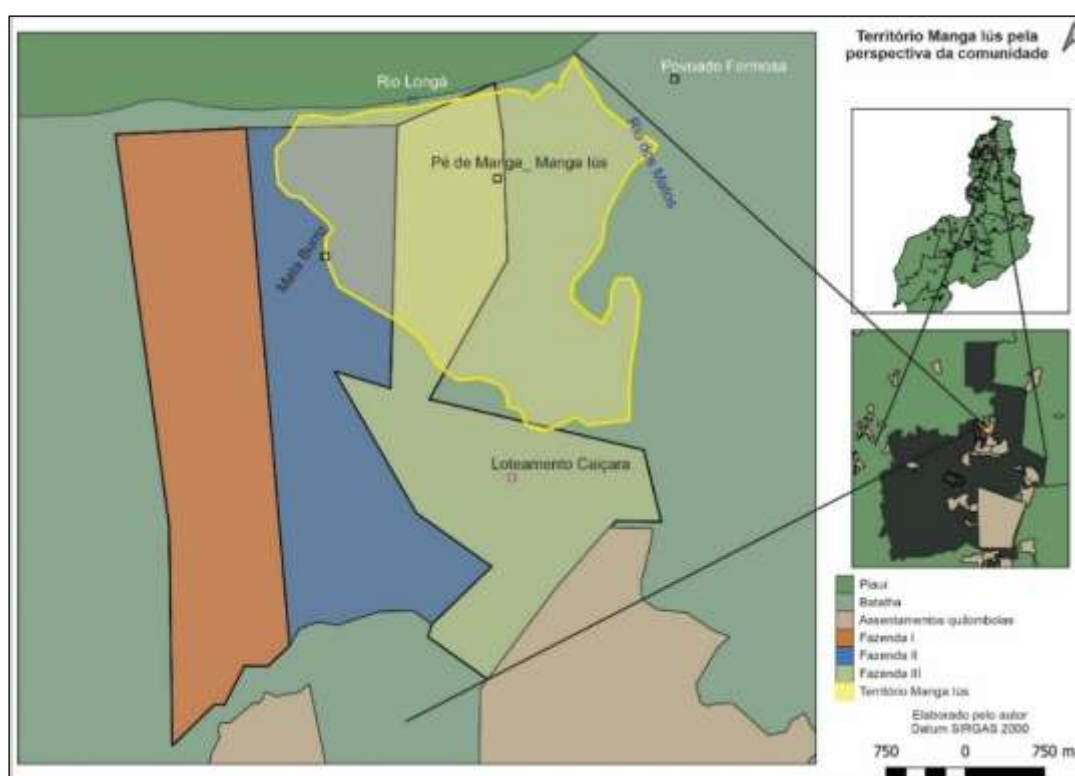 Território Manga Iús pela
perspectiva da comunidade
Povoado Formosa
Rio Longá
Rio dos Matos
Pé de Manga_ Manga Iús
Mata Burro
Loteamento Caiçara
Piauí
Batalha
Assentamentos quilombolas
Fazenda I
Fazenda II
Fazenda III
Território Manga Iús
Elaborado pelo autor
Datum SIRGAS 2000
750 0 750 m